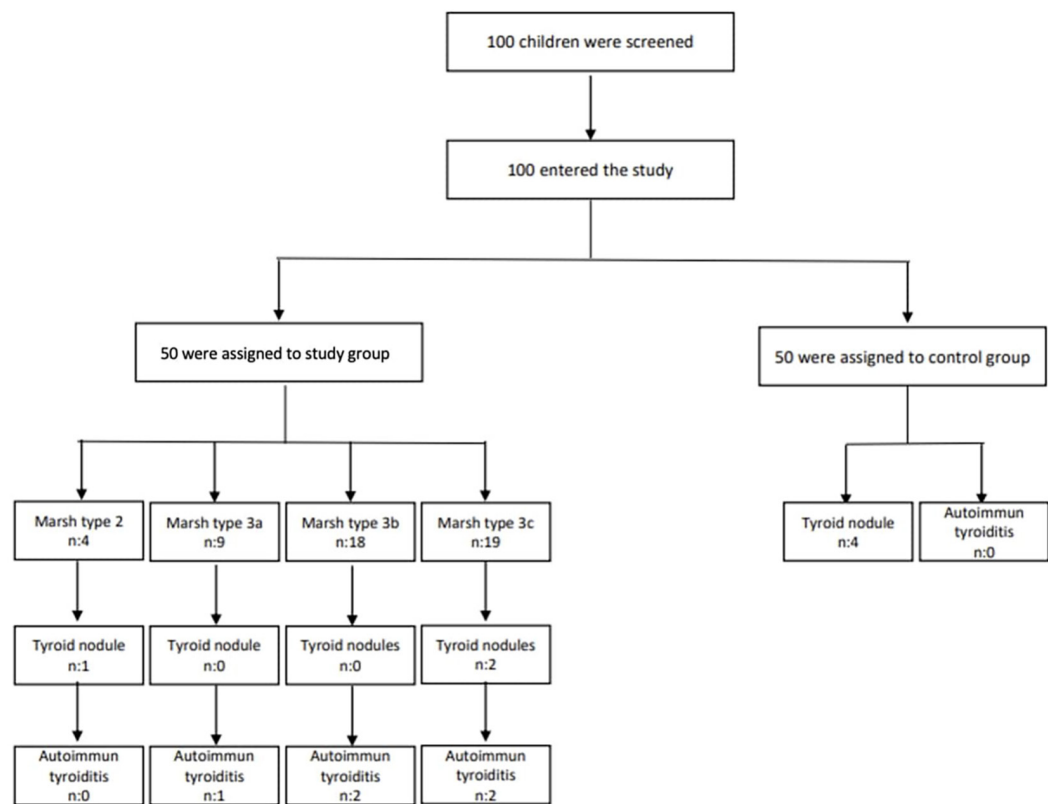 100 children were screened
100 entered the study
50 were assigned to study group
50 were assigned to control group
Marsh type 2
n:4
Marsh type 3a
n:9
Marsh type 3b
n:18
Marsh type 3c
n:19
Tyroid nodule
n:4
Autoimmun
tyroiditis
n:0
Tyroid nodule
n:1
Tyroid nodule
n:0
Tyroid nodules
n:0
Tyroid nodules
n:2
Autoimmun
tyroiditis
n:0
Autoimmun
tyroiditis
n:1
Autoimmun
tyroiditis
n:2
Autoimmun
tyroiditis
n:2